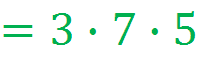 = 3 · 7 · 5